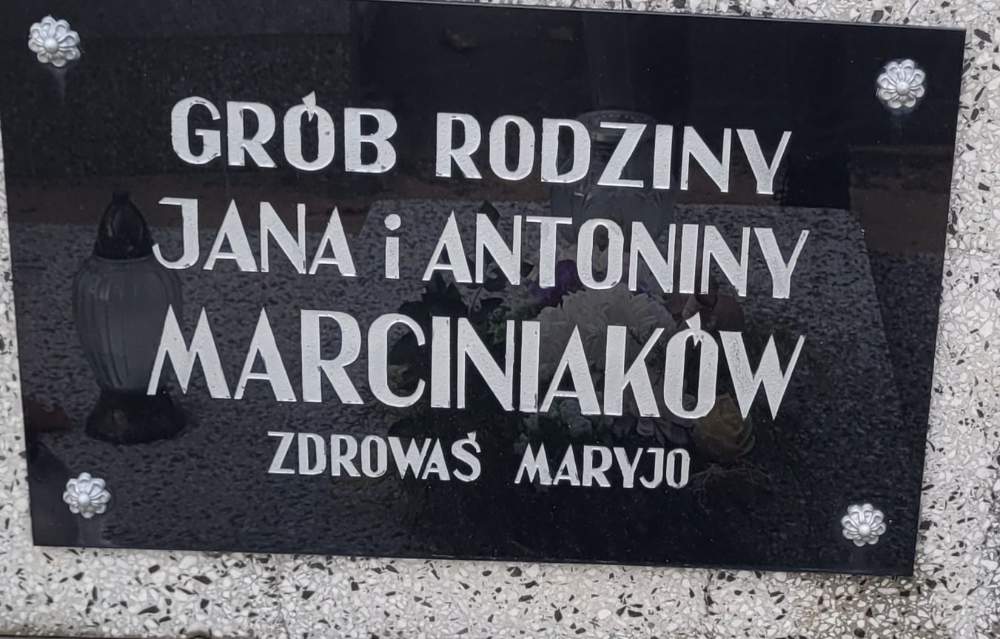 GRÓB RODZINY
JANA i ANTONINY
MARCINIAKÓW
ZDROWAŚ MARYJO